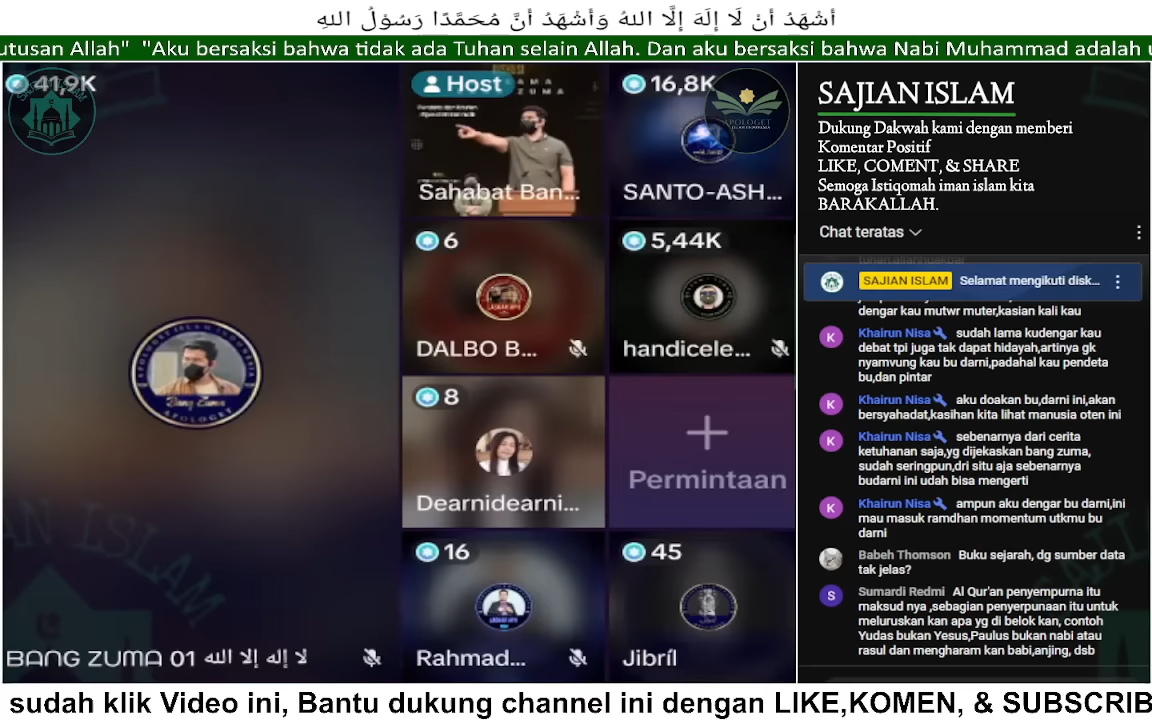 أشْهَدُ أنْ لَا إلَهَ إلَّا اللهُ وَأشْهَدُ أنَّ مُحَمَّدًا رَسُوْلُ اللهِ
utusan Allah" "Aku bersaksi bahwa tidak ada Tuhan selain Allah. Dan aku bersaksi bahwa Nabi Muhammad adalah u
41,9K
Host
16,8K
Sahabat Ban...
SANTO-ASH...
6
5,44K
DALBO B...
handicele...
8
Dearnidearni...
Permintaan
16
45
BANG ZUMA 01 لا إله إلا الله
Rahmad...
Jibríl
SAJIAN ISLAM
Dukung Dakwah kami dengan memberi
Komentar Positif
LIKE, COMENT, & SHARE
Semoga Istiqomah iman islam kita
BARAKALLAH.
Chat teratas
SAJIAN ISLAM Selamat mengikuti disk...
dengar kau mutwr muter,kasian kali kau
K Khairun Nisa sudah lama kudengar kau
debat tpi juga tak dapat hidayah,artinya gk
nyamvung kau bu darni,padahal kau pendeta
bu,dan pintar
K Khairun Nisa aku doakan bu,darni ini,akan
bersyahadat,kasihan kita lihat manusia oten ini
K Khairun Nisa sebenarnya dari cerita
ketuhanan saja,yg dijekaskan bang zuma,
sudah seringpun,dri situ aja sebenarnya
budarni ini udah bisa mengerti
K Khairun Nisa ampun aku dengar bu darni,ini
mau masuk ramdhan momentum utkmu bu
darni
Babeh Thomson Buku sejarah, dg sumber data
tak jelas?
S Sumardi Redmi Al Qur'an penyempurna itu
maksud nya ,sebagian penyerpunaan itu untuk
meluruskan kan apa yg di belok kan, contoh
Yudas bukan Yesus,Paulus bukan nabi atau
rasul dan mengharam kan babi,anjing, dsb
sudah klik Video ini, Bantu dukung channel ini dengan LIKE,KOMEN, & SUBSCRIB